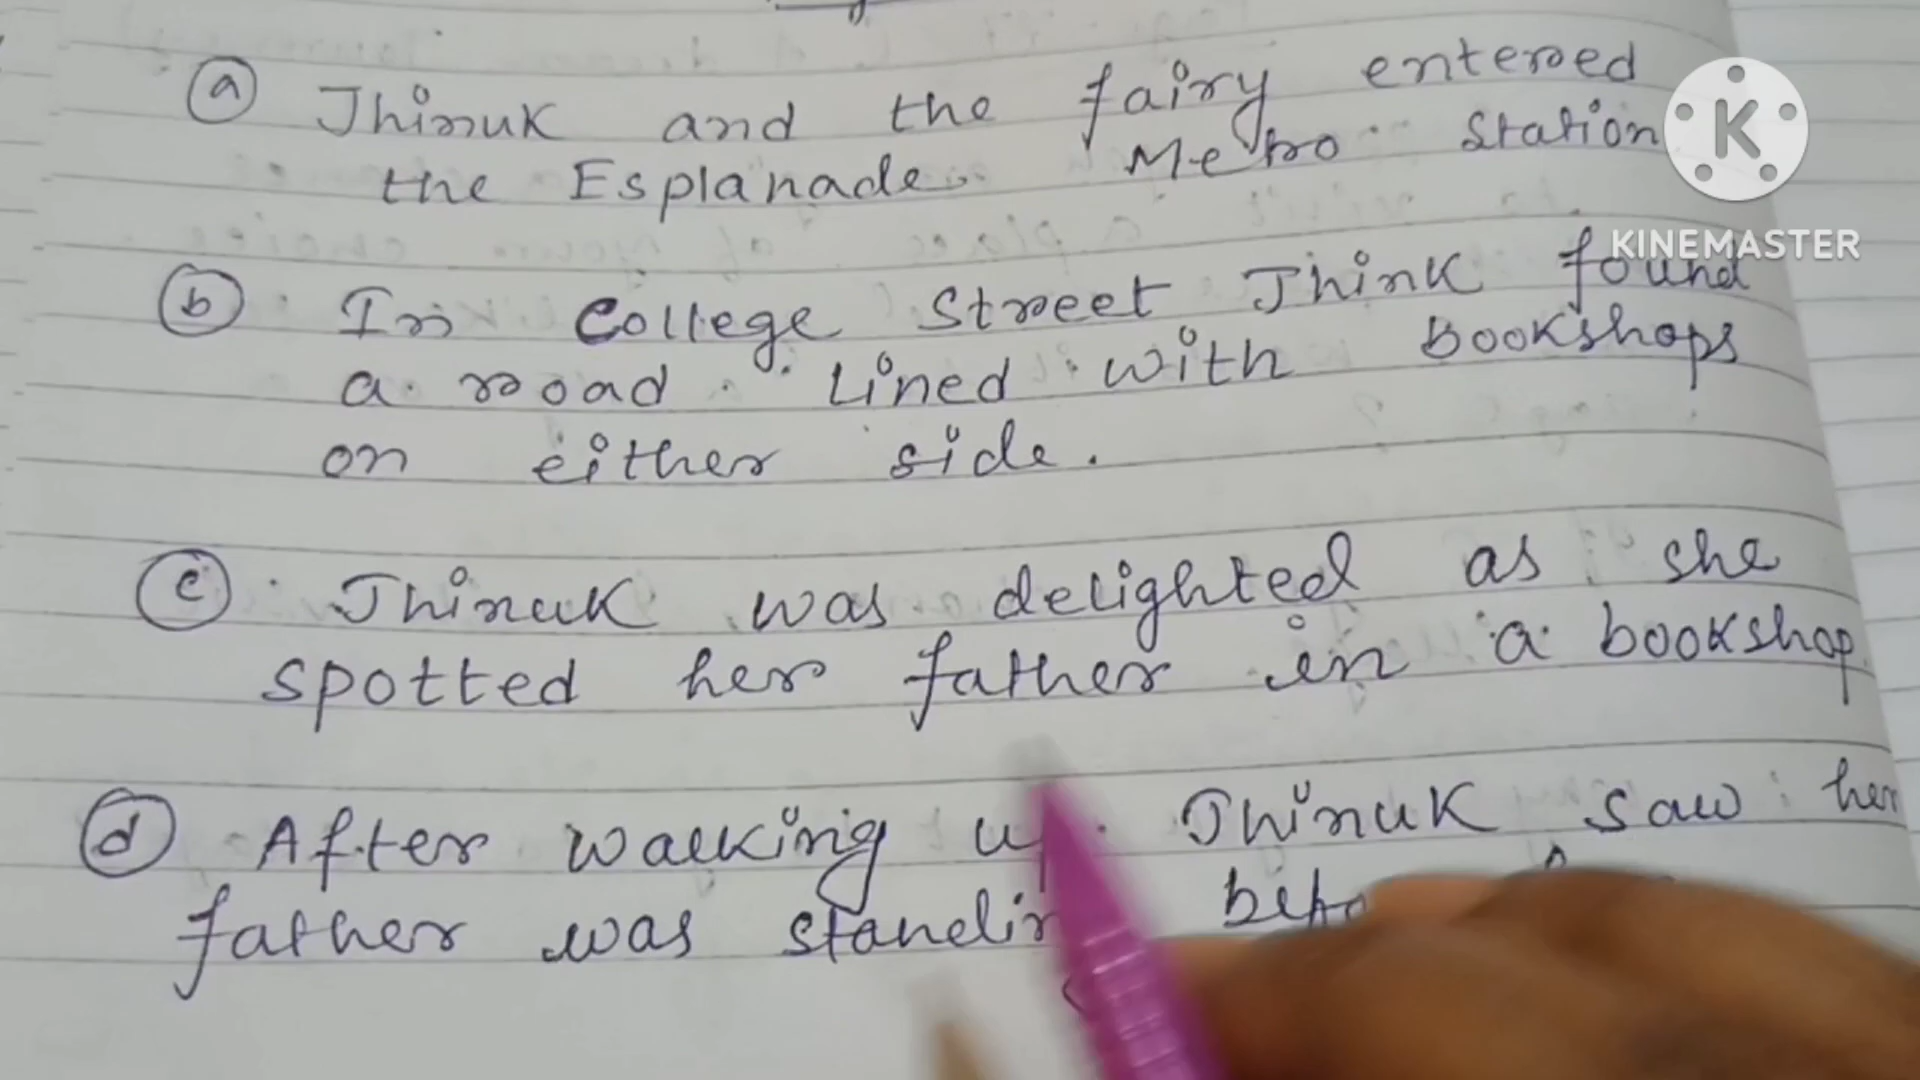 a Jhinuk and the fairy entered
the Esplanade Metro Station
K
KINEMASTER
b In College Street Jhink found
a road lined with bookshops
on either side.
c Jhinuk was delighted as she
spotted her father in a bookshop
d After walking up Jhinuk saw her
father was